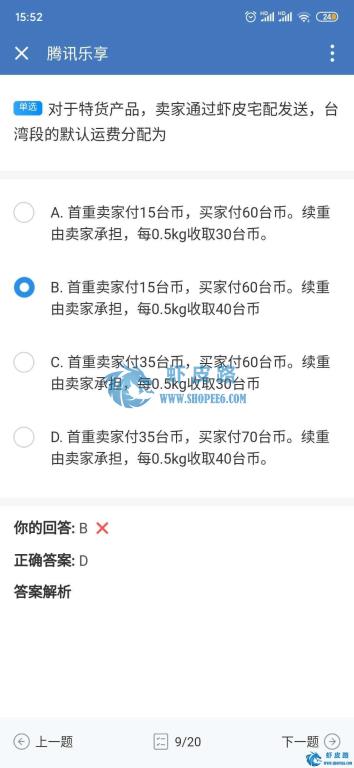 15:52
HD HD 24
腾讯乐享
单选 对于特货产品，卖家通过虾皮宅配发送，台
湾段的默认运费分配为
A. 首重卖家付15台币，买家付60台币。续重
由卖家承担，每0.5kg收取30台币。
B. 首重卖家付15台币，买家付60台币。续重
由卖家承担，每0.5kg收取40台币
C. 首重卖家付35台币，买家付60台币。续重
由卖家承担，每0.5kg收取30台币
虾皮路
WWW.SHOPEE6.COM
D. 首重卖家付35台币，买家付70台币。续重
由卖家承担，每0.5kg收取40台币。
你的回答: B
正确答案: D
答案解析
上一题
9/20
下一题
虾皮路
WWW.SHOPEE6.COM